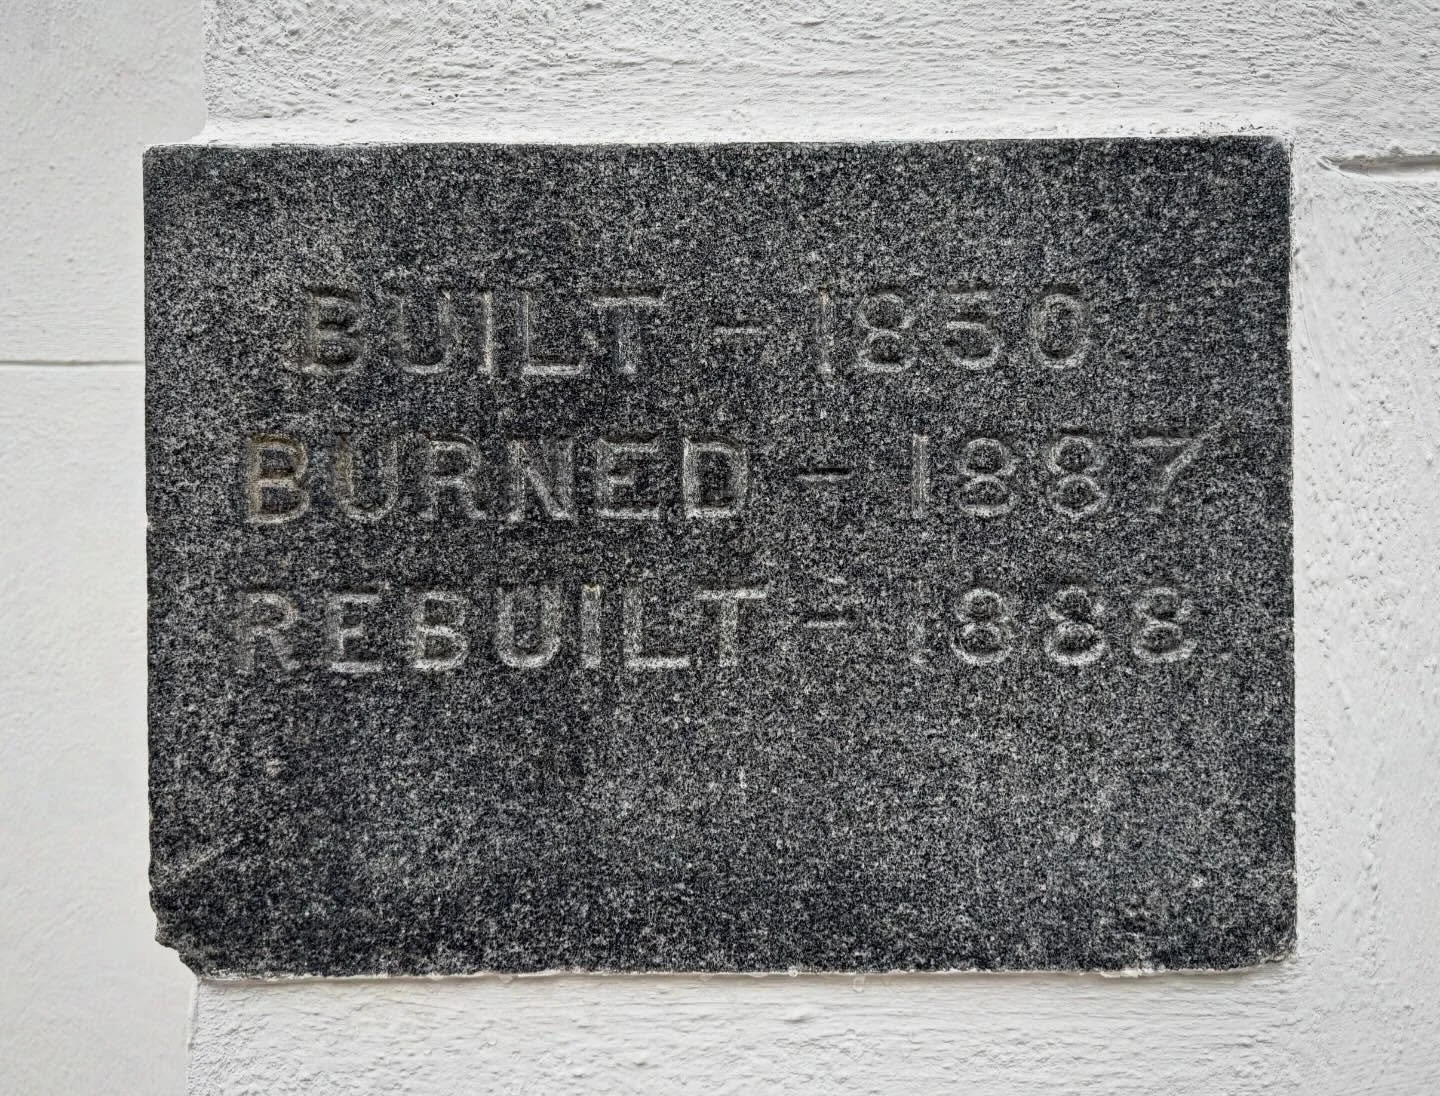 BUILT - 1850
BURNED - 1887
REBUILT - 1888